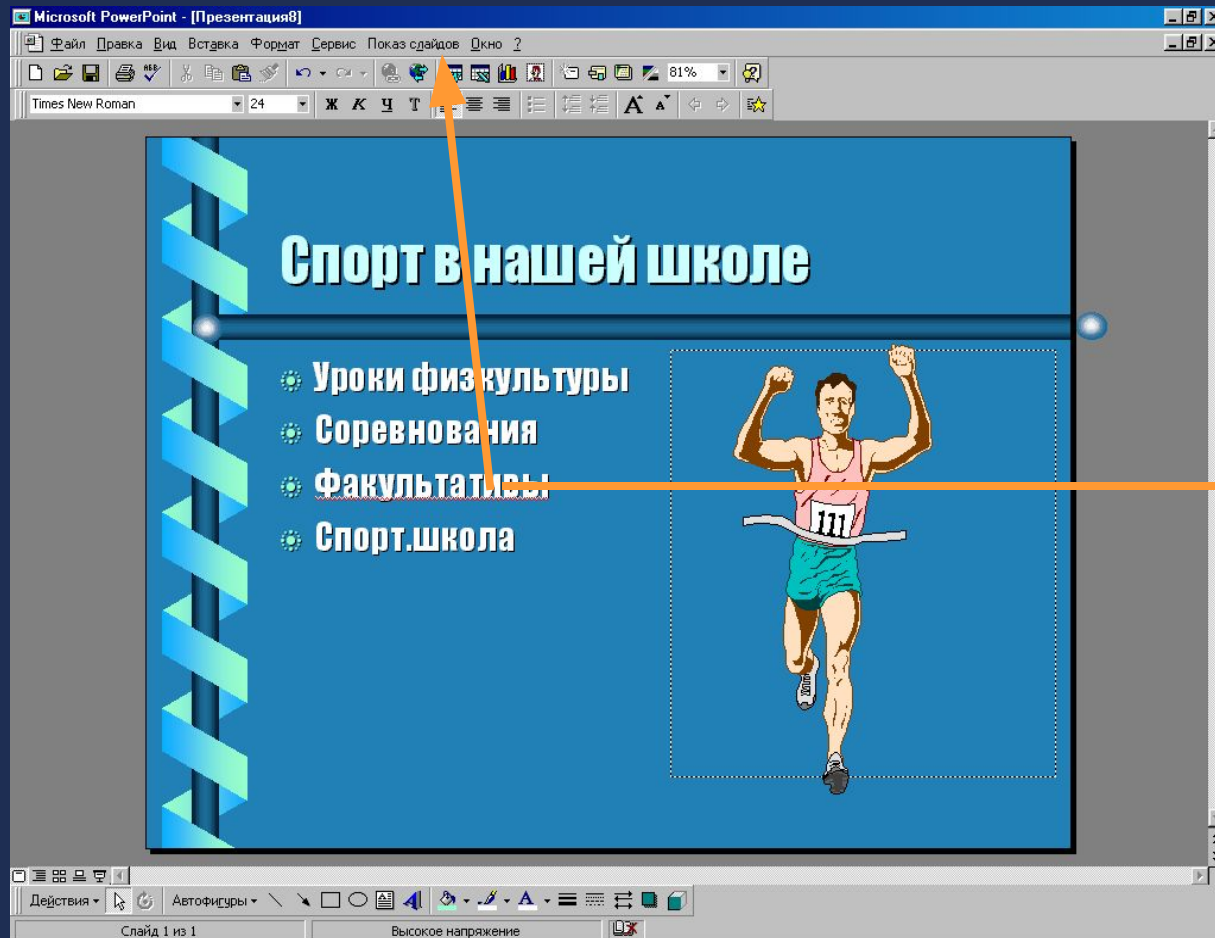 Microsoft PowerPoint - [Презентация8]
Файл Правка Вид Вставка Формат Сервис Показ слайдов Окно ?
81%
Times New Roman 24 Ж К Ч Т
Спорт в нашей школе
Уроки физкультуры
Соревнования
Факультативы
Спорт.школа
111
Действия Автофигуры
Слайд 1 из 1 Высокое напряжение